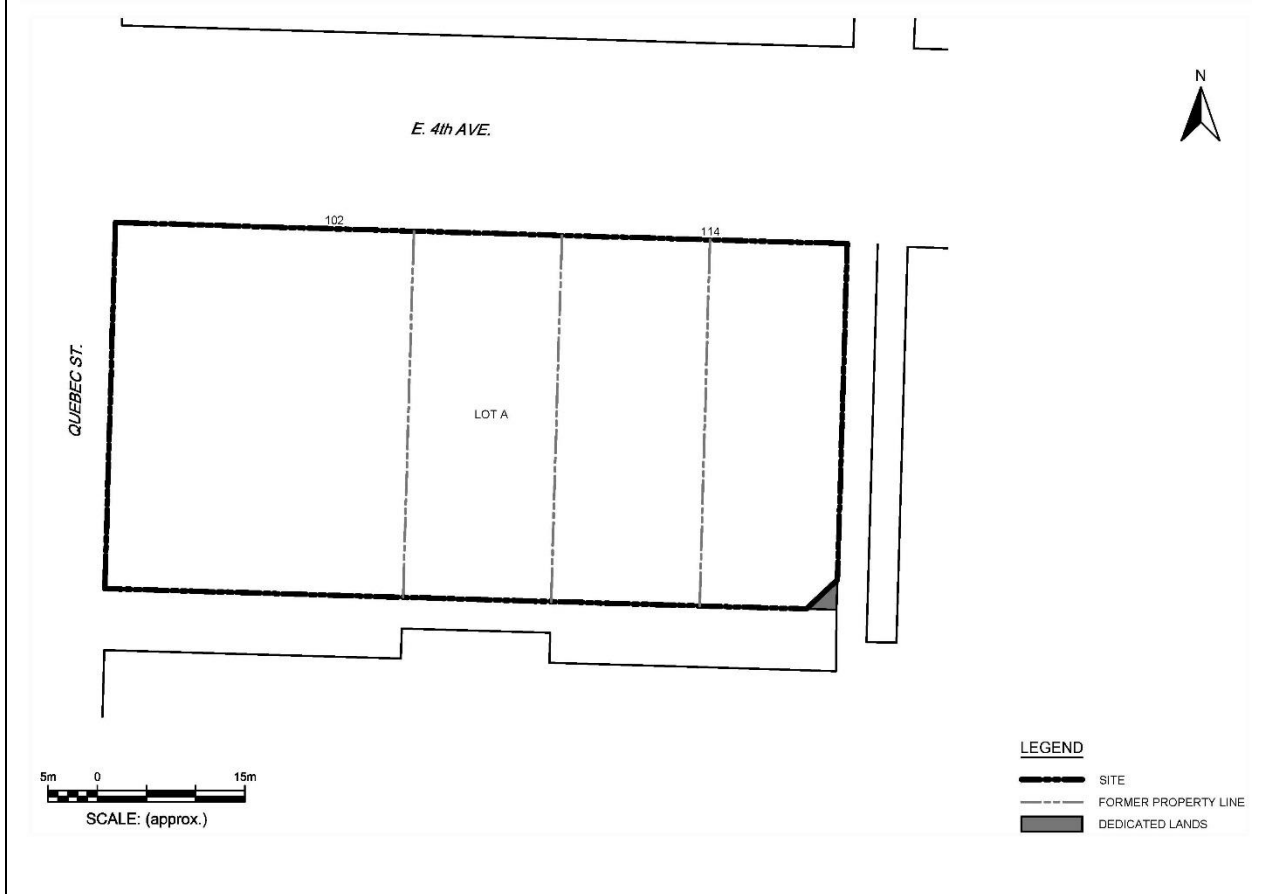 N
E. 4th AVE.
102
114
QUEBEC ST.
LOT A
LEGEND
SITE
FORMER PROPERTY LINE
DEDICATED LANDS
5m 0 15m
SCALE: (approx.)